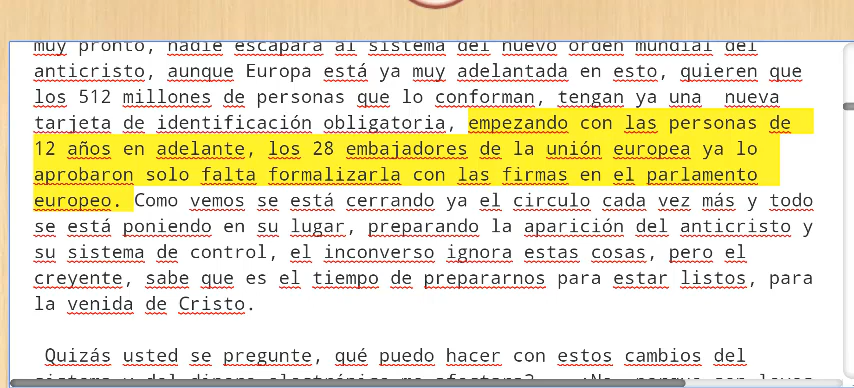 muy pronto, nadie escapará al sistema del nuevo orden mundial del
anticristo, aunque Europa está ya muy adelantada en esto, quieren que
los 512 millones de personas que lo conforman, tengan ya una  nueva
tarjeta de identificación obligatoria, empezando con las personas de
12 años en adelante, los 28 embajadores de la unión europea ya lo
aprobaron solo falta formalizarla con las firmas en el parlamento
europeo. Como vemos se está cerrando ya el circulo cada vez más y todo
se está poniendo en su lugar, preparando la aparición del anticristo y
su sistema de control, el inconverso ignora estas cosas, pero el
creyente, sabe que es el tiempo de prepararnos para estar listos, para
la venida de Cristo.
Quizás usted se pregunte, qué puedo hacer con estos cambios del